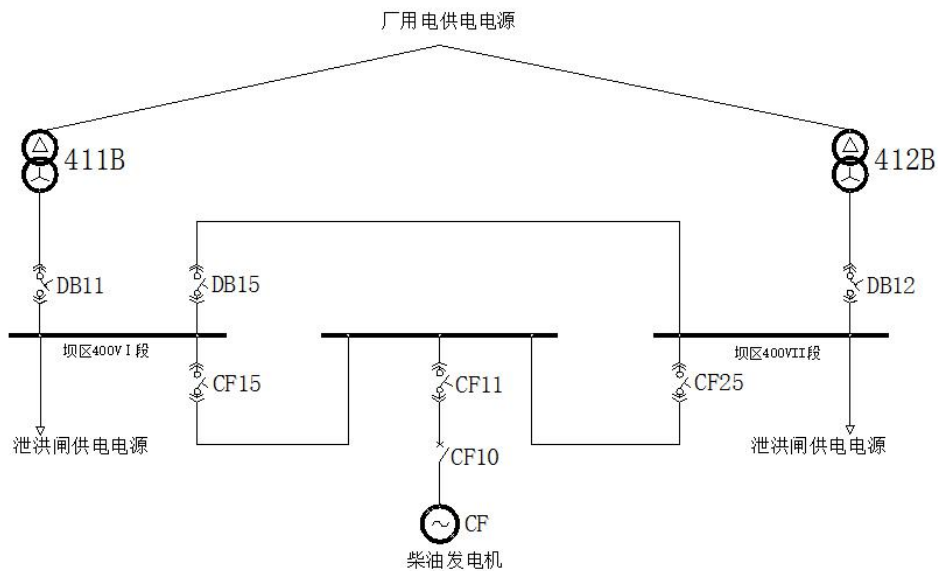 厂用电供电电源
411B
412B
DB11
DB15
DB12
坝区400VⅠ段
坝区400VII段
CF15
CF11
CF25
泄洪闸供电电源
CF10
泄洪闸供电电源
CF
柴油发电机